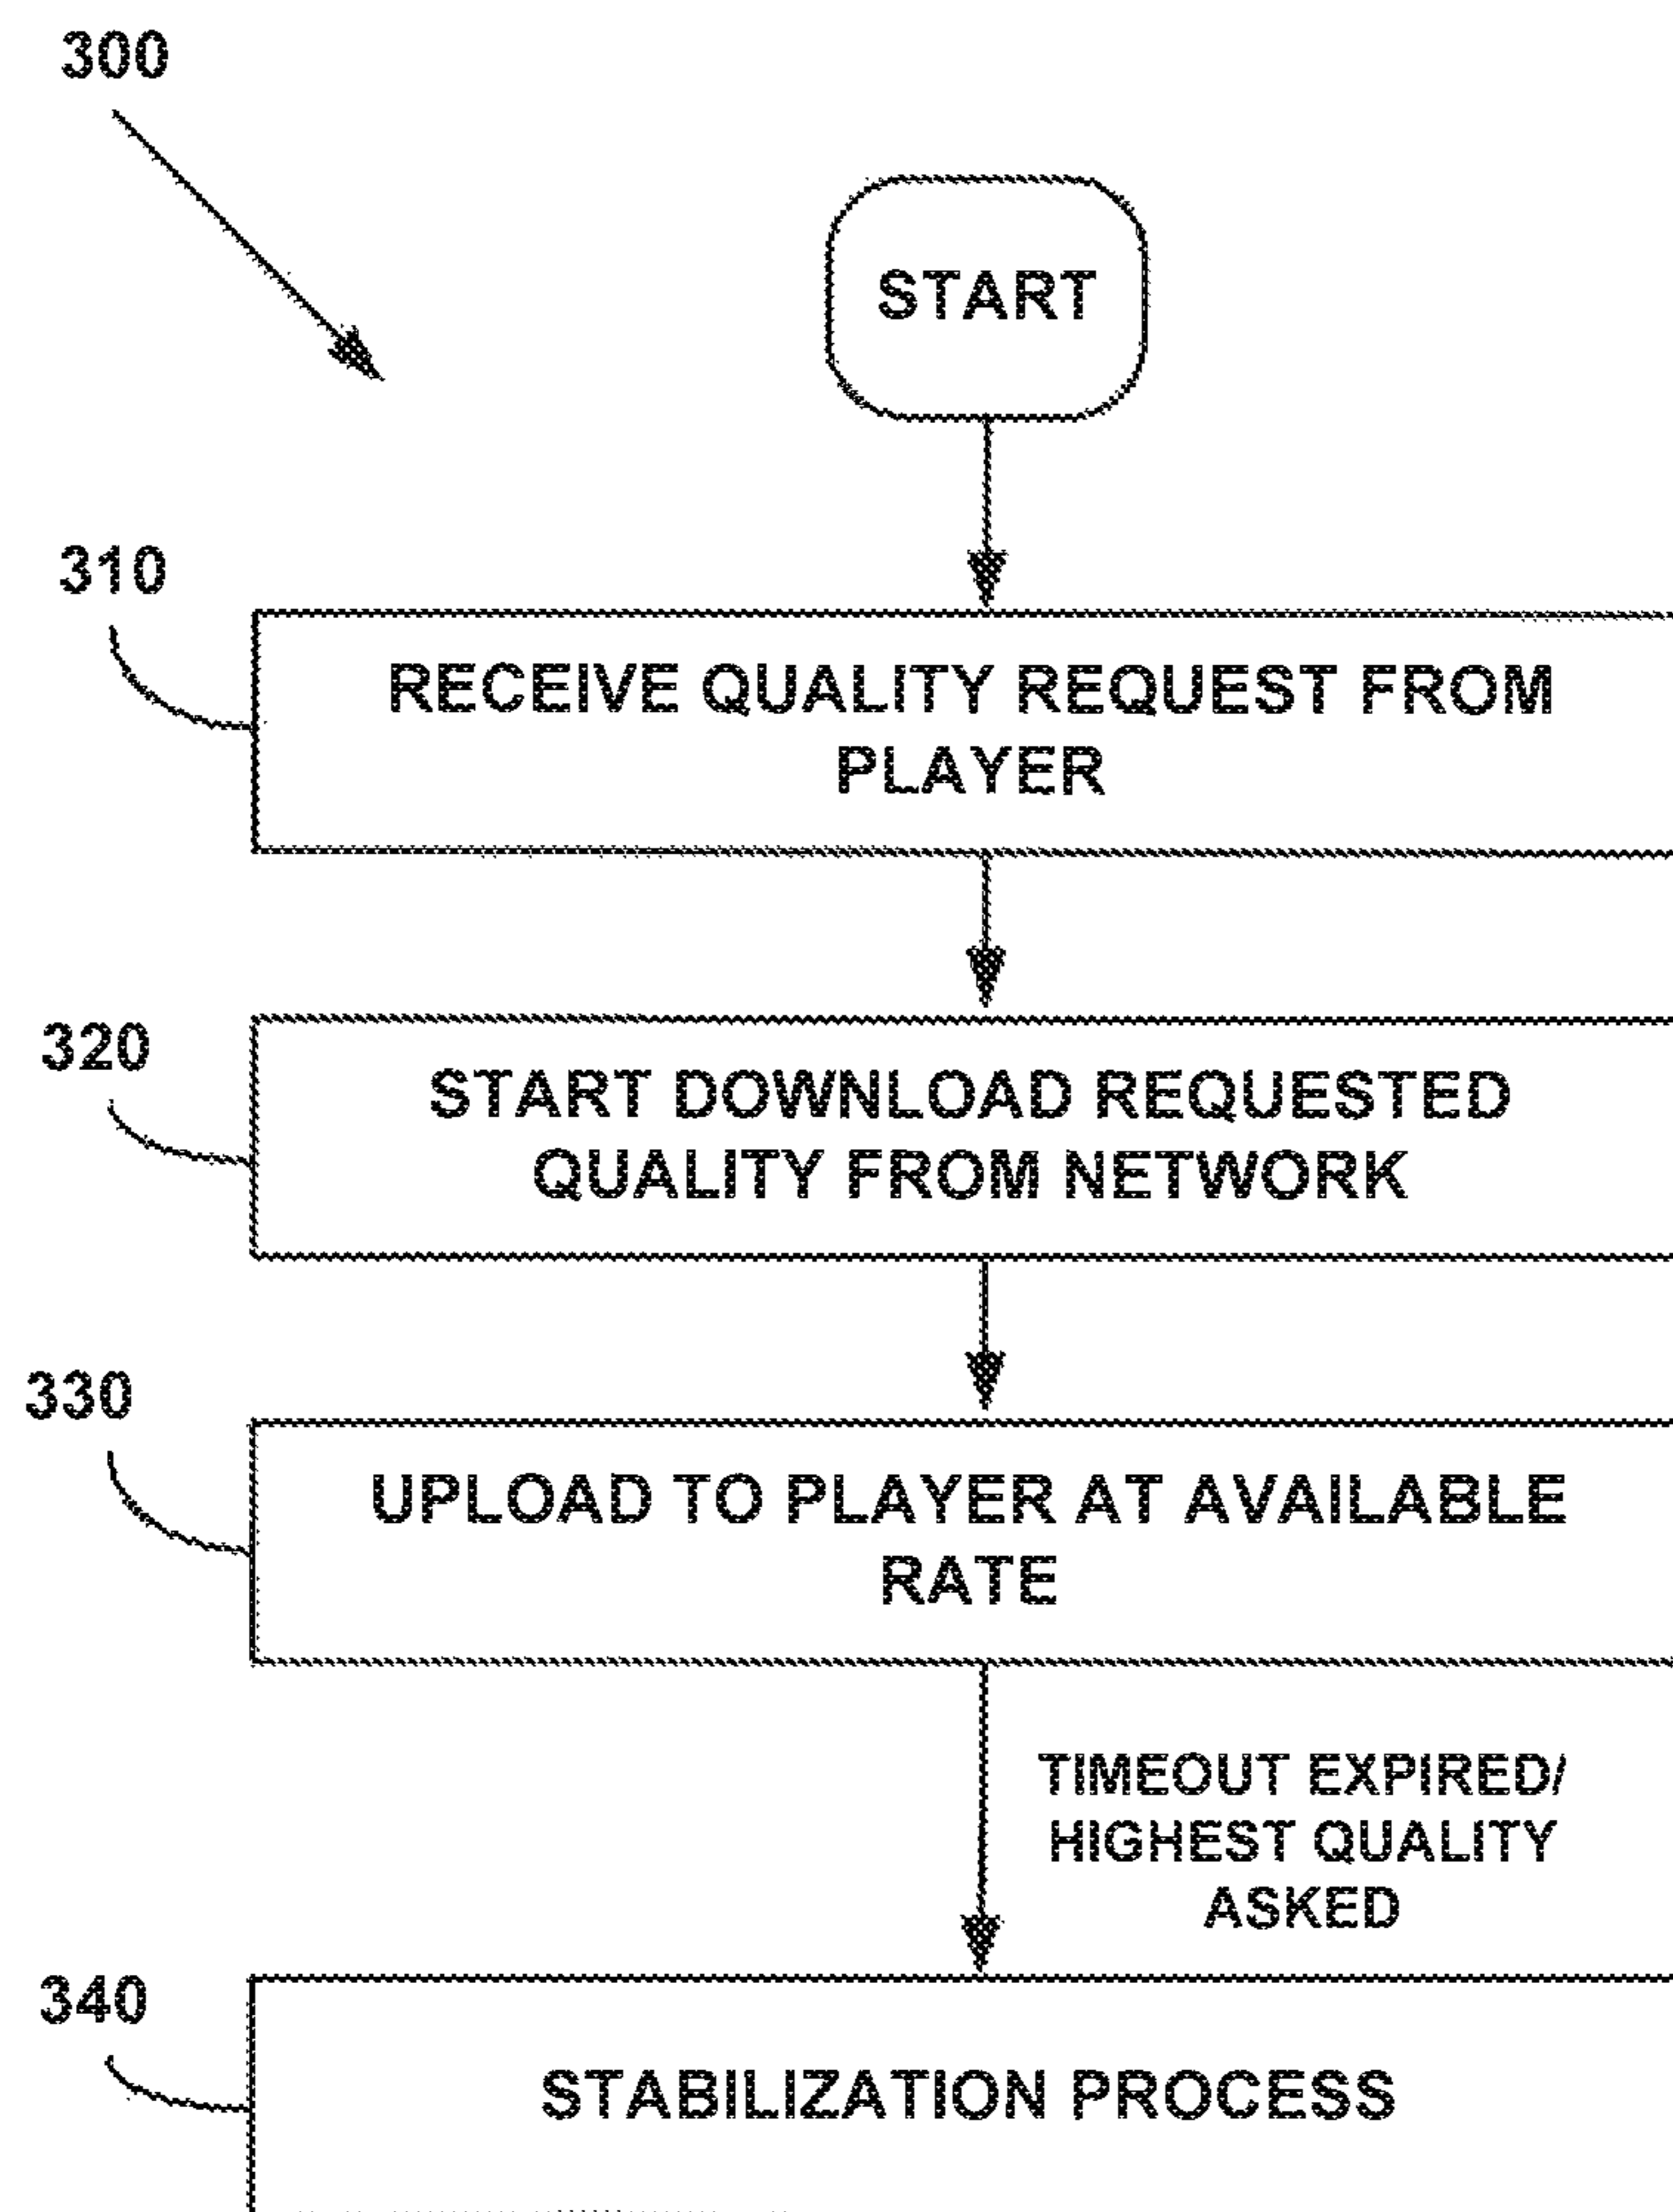 300
START
310
RECEIVE QUALITY REQUEST FROM
PLAYER
320
START DOWNLOAD REQUESTED
QUALITY FROM NETWORK
330
UPLOAD TO PLAYER AT AVAILABLE
RATE
TIMEOUT EXPIRED/
HIGHEST QUALITY
ASKED
340
STABILIZATION PROCESS